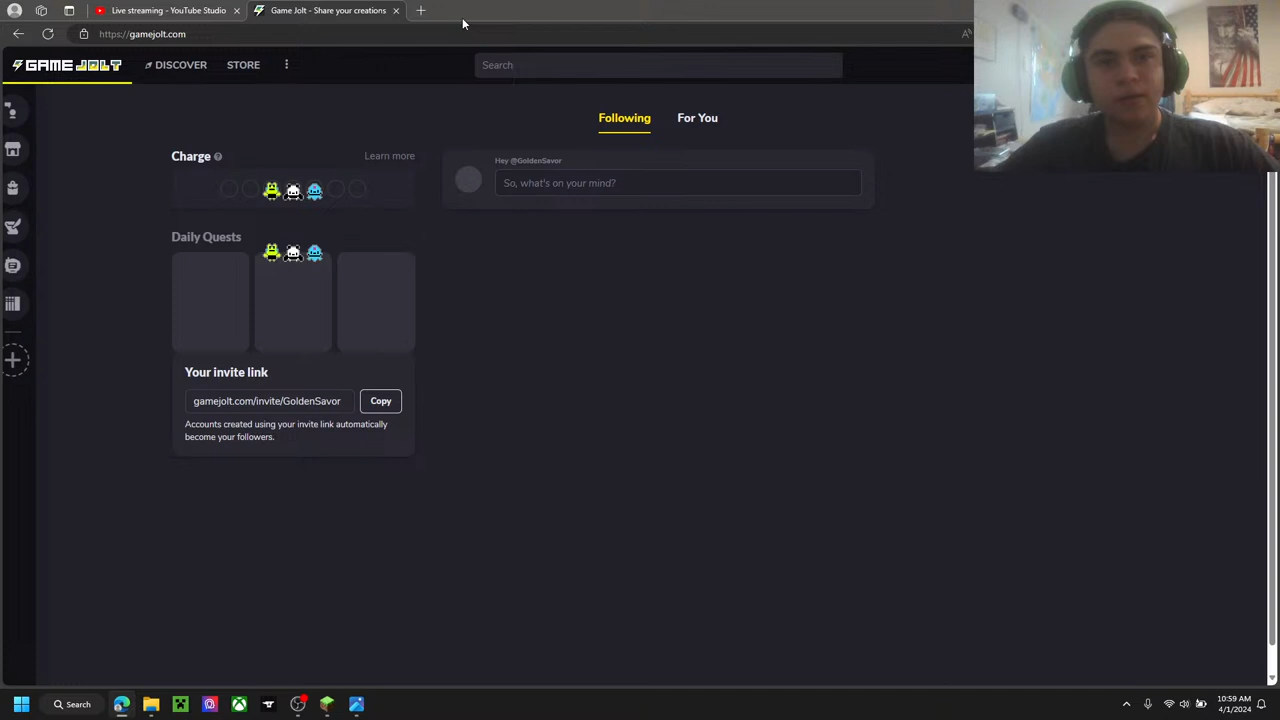 Live streaming - YouTube Studio
Game Jolt - Share your creations
https://gamejolt.com
GAME JOLT DISCOVER STORE
Search
Following For You
Charge Learn more
Hey @GoldenSavor
So, what's on your mind?
Daily Quests
Your invite link
gamejolt.com/invite/GoldenSavor Copy
Accounts created using your invite link automatically
become your followers.
Search
10:59 AM
4/1/2024